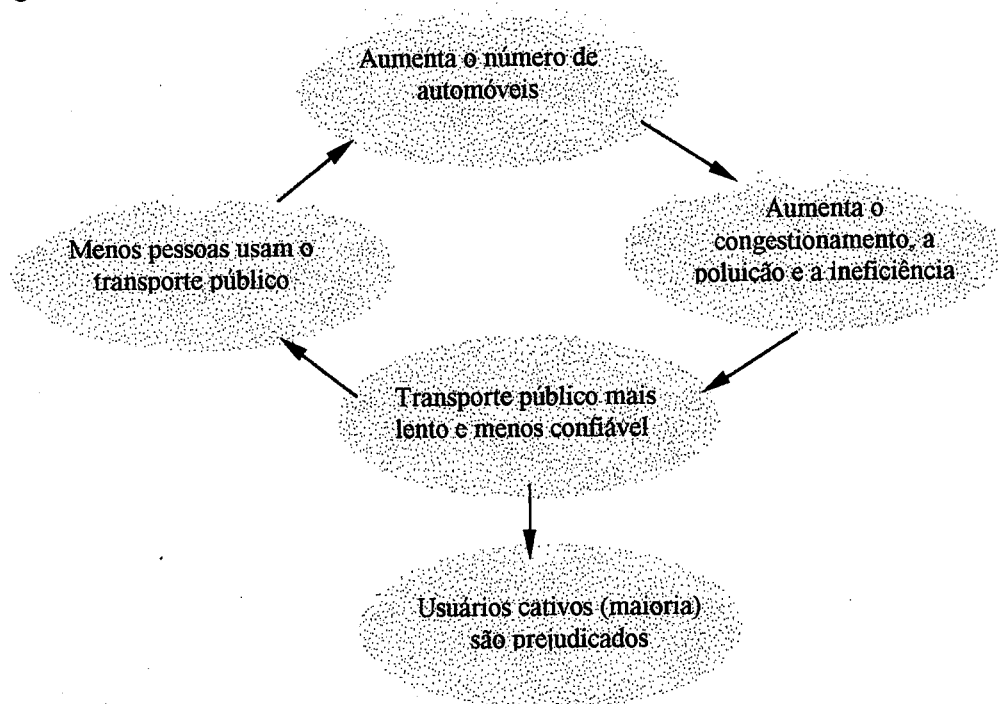 Aumenta o número de
automóveis
Aumenta o
congestionamento, a
poluição e a ineficiência
Menos pessoas usam o
transporte público
Transporte público mais
lento e menos confiável
Usuários cativos (maioria)
são prejudicados